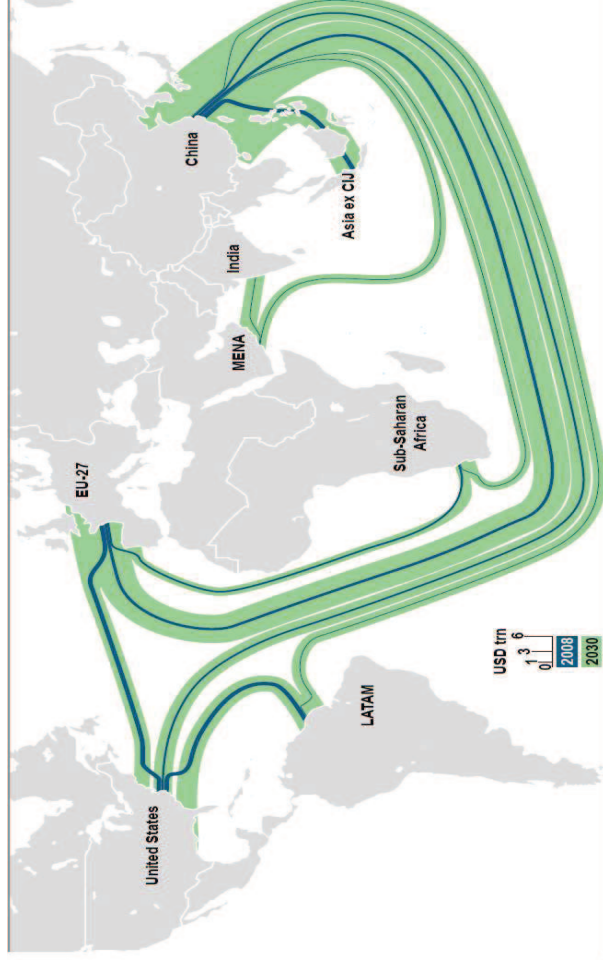 EU-27
China
United States
India
MENA
Asia ex CIJ
Sub-Saharan
Africa
LATAM
USD trn
0 1 3 6
2008
2030